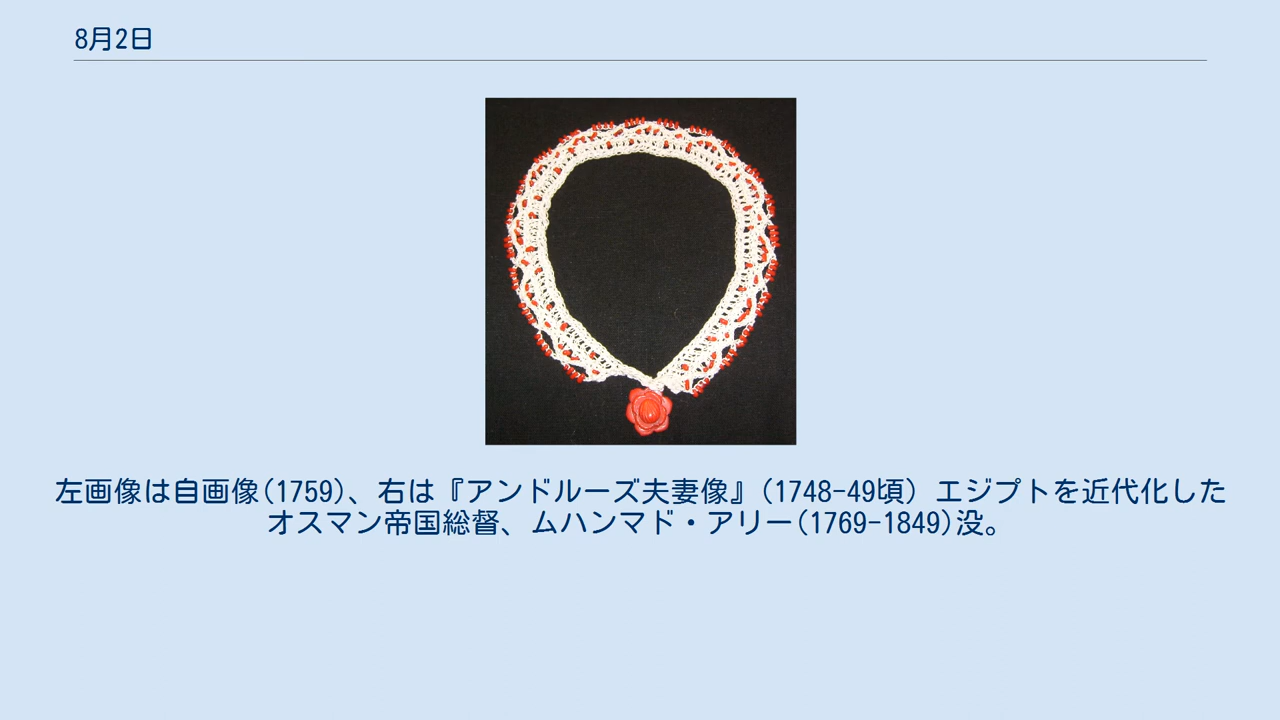 8月2日
左画像は自画像(1759)、右は『アンドルーズ夫妻像』(1748-49頃) エジプトを近代化した
オスマン帝国総督、ムハンマド・アリー(1769-1849)没。